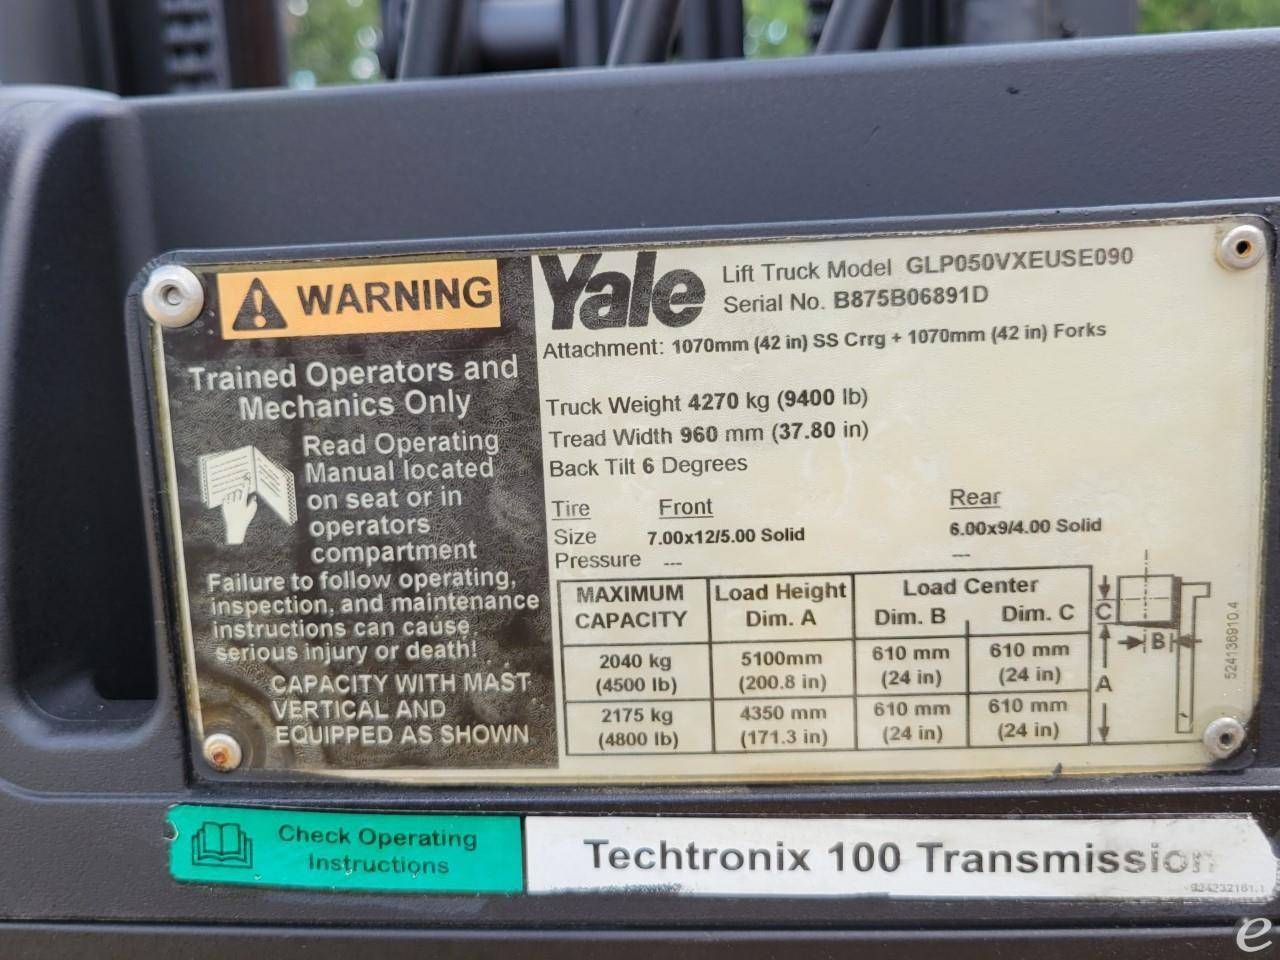 WARNING
Trained Operators and
Mechanics Only
Read Operating
Manual located
on seat or in
operators
compartment
Failure to follow operating,
inspection, and maintenance
instructions can cause
serious injury or death!
CAPACITY WITH MAST
VERTICAL AND
EQUIPPED AS SHOWN
Yale
Lift Truck Model GLP050VXEUSE090
Serial No. B875B06891D
Attachment: 1070mm (42 in) SS Crrg + 1070mm (42 in) Forks
Truck Weight 4270 kg (9400 lb)
Tread Width 960 mm (37.80 in)
Back Tilt 6 Degrees
Tire Front Rear
Size 7.00x12/5.00 Solid 6.00x9/4.00 Solid
Pressure --- ---
MAXIMUM CAPACITY Load Height Dim. A Load Center Dim. B Dim. C
2040 kg 5100mm 610 mm 610 mm
(4500 lb) (200.8 in) (24 in) (24 in)
2175 kg 4350 mm 610 mm 610 mm
(4800 lb) (171.3 in) (24 in) (24 in)
C
B
A
524136910.4
Check Operating
Instructions
Techtronix 100 Transmission
e